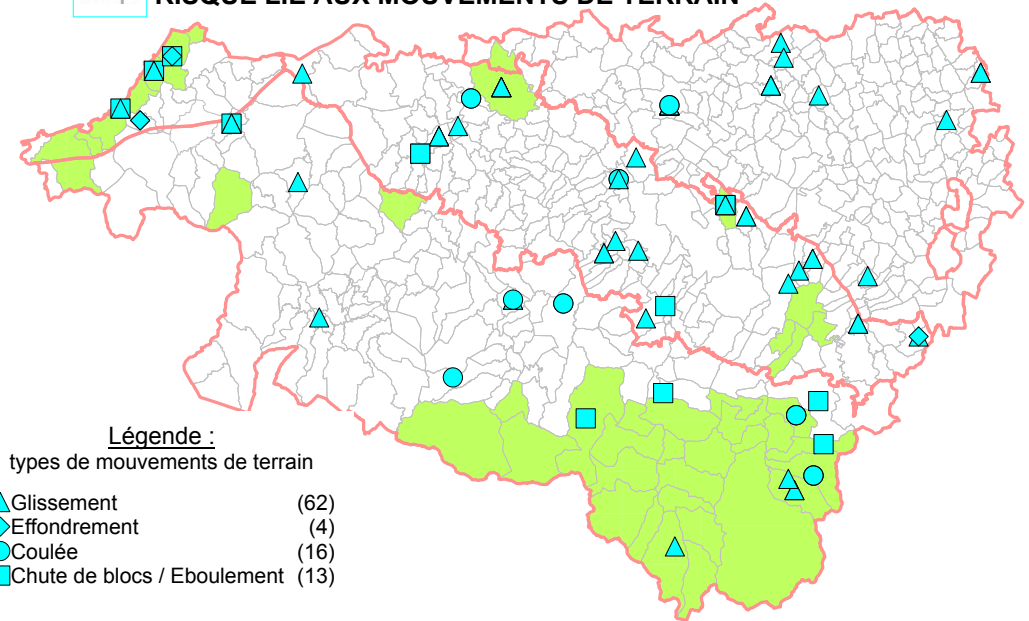 RISQUE LIE AUX MOUVEMENTS DE TERRAIN
Légende :
types de mouvements de terrain
Glissement (62)
Effondrement (4)
Coulée (16)
Chute de blocs / Eboulement (13)